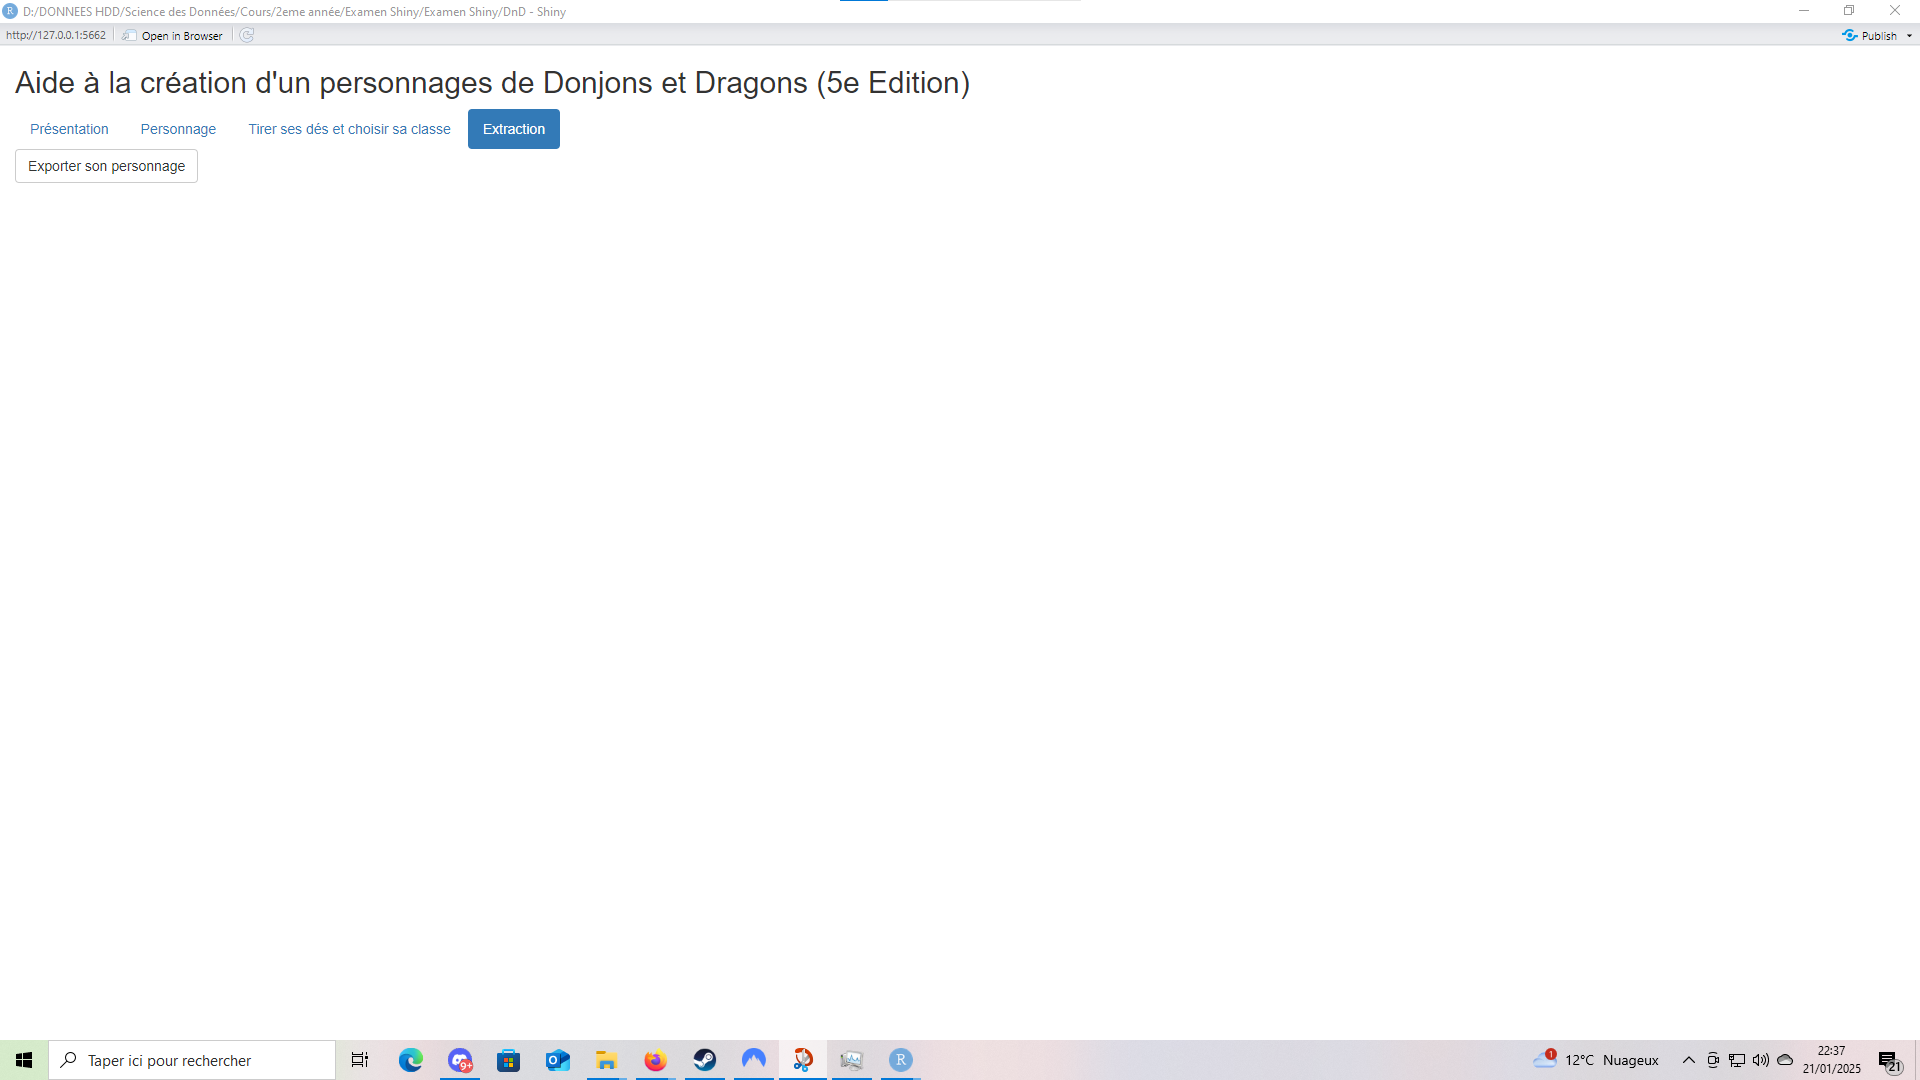 D:/DONNEES HDD/Science des Données/Cours/2eme année/Examen Shiny/Examen Shiny/DnD - Shiny
http://127.0.0.1:5662 Open in Browser Publish
Aide à la création d'un personnages de Donjons et Dragons (5e Edition)
Présentation Personnage Tirer ses dés et choisir sa classe Extraction
Exporter son personnage
Taper ici pour rechercher 9+ R 1 12°C Nuageux 22:37
21/01/2025 21